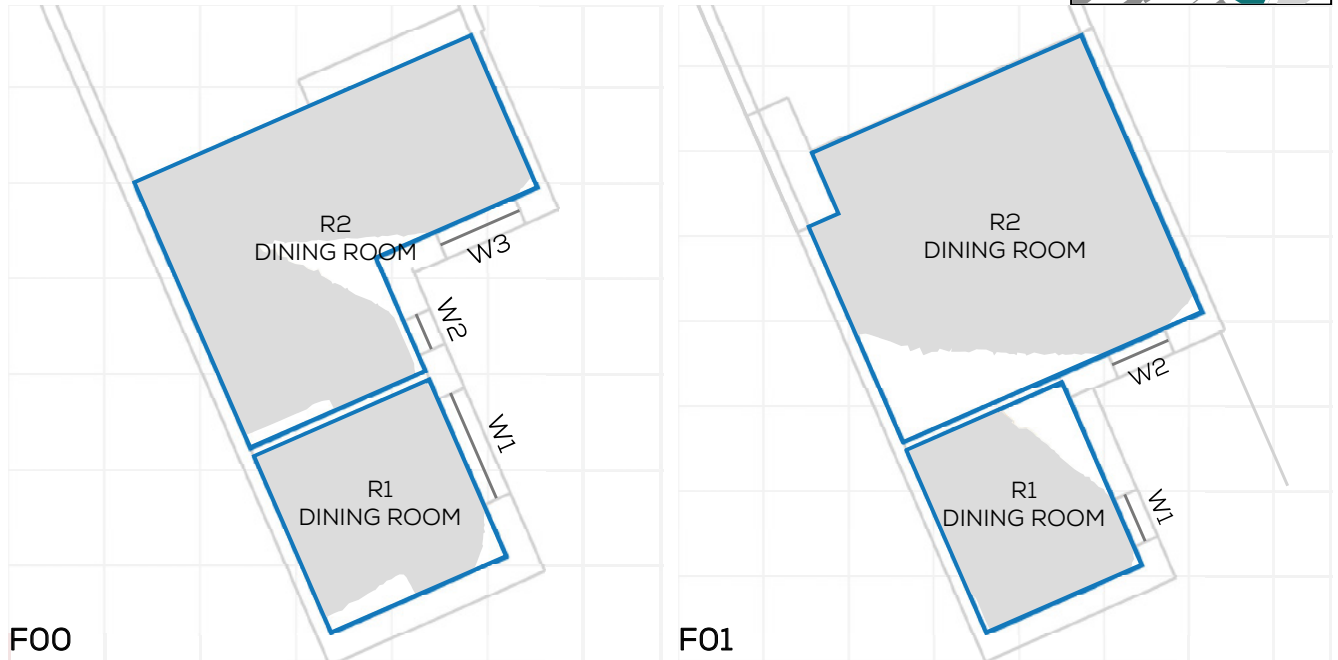 R2
DINING ROOM
W3
W2
W1
R1
DINING ROOM
F00
R2
DINING ROOM
W2
R1
DINING ROOM
W1
F01